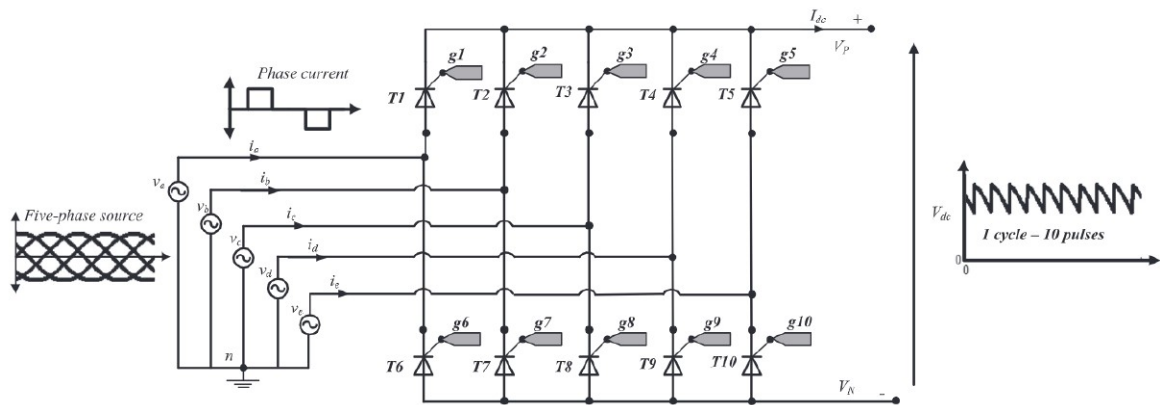 I_dc
+
V_P
g1
g2
g3
g4
g5
Phase current
T1
T2
T3
T4
T5
i_a
v_a
i_b
v_b
Five-phase source
i_c
v_c
i_d
v_d
i_e
v_e
V_dc
1 cycle – 10 pulses
0
0
n
g6
g7
g8
g9
g10
T6
T7
T8
T9
T10
V_N
-